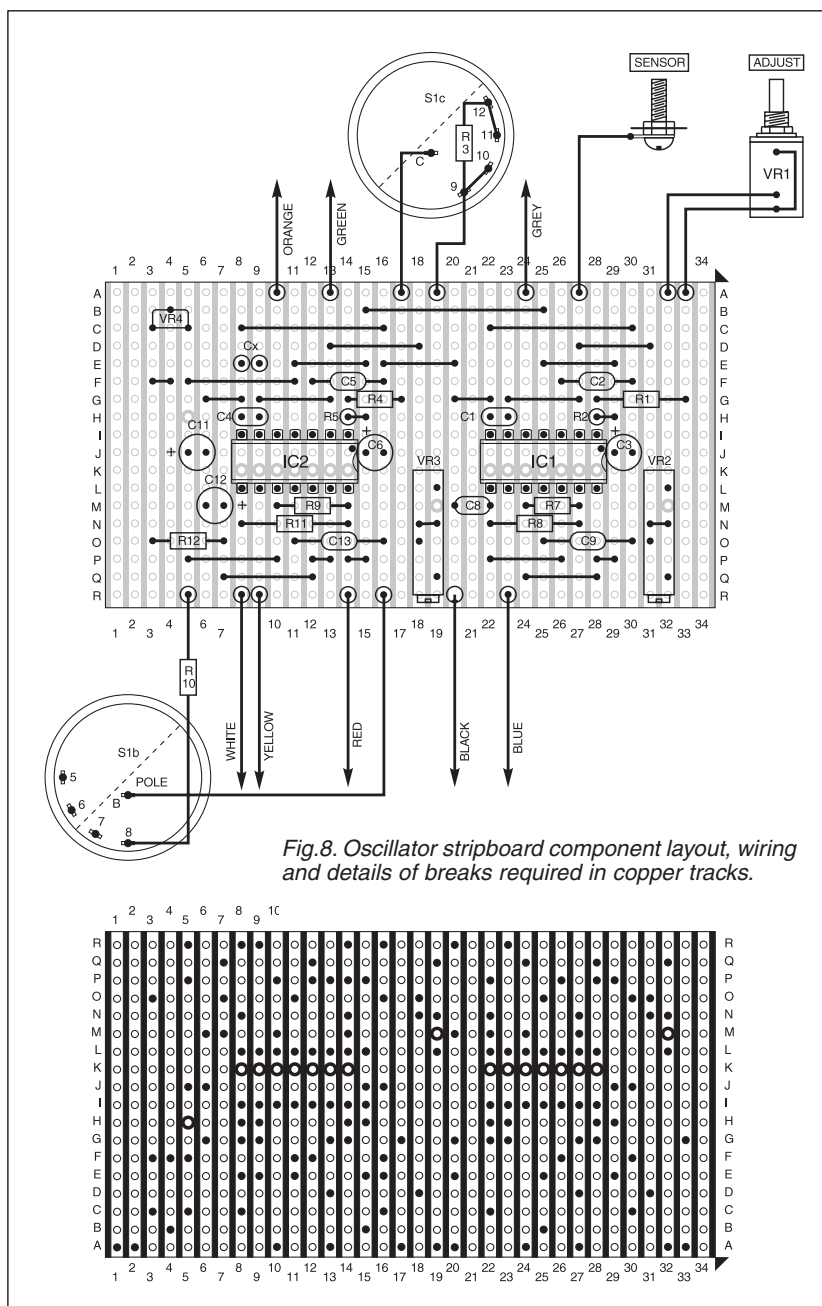 SENSOR
ADJUST
S1c
12
11
10
9
C
R
3
VR1
ORANGE
GREEN
GREY
1 2 3 4 5 6 7 8 9 10 11 12 13 14 15 16 17 18 19 20 21 22 23 24 25 26 27 28 29 30 31 32 33 34
A A
B B
VR4
C C
D D
Cx
E E
F C5 C2 F
G R4 R1 G
H C4 R5 C1 R2 H
I + + I
C11
J + C6 C3 J
K IC2 VR3 IC1 VR2 K
L L
C12
M + R9 C8 R7 M
N R11 R8 N
O R12 C13 C9 O
P P
Q Q
R R
1 2 3 4 5 6 7 8 9 10 11 12 13 14 15 16 17 18 19 20 21 22 23 24 25 26 27 28 29 30 31 32 33 34
R
10
WHITE
YELLOW
RED
BLACK
BLUE
S1b
POLE
5
B
6
7
8
Fig.8. Oscillator stripboard component layout, wiring
and details of breaks required in copper tracks.
1 2 3 4 5 6 7 8 9 10
R R
Q Q
P P
O O
N N
M M
L L
K K
J J
I I
H H
G G
F F
E E
D D
C C
B B
A A
1 2 3 4 5 6 7 8 9 10 11 12 13 14 15 16 17 18 19 20 21 22 23 24 25 26 27 28 29 30 31 32 33 34